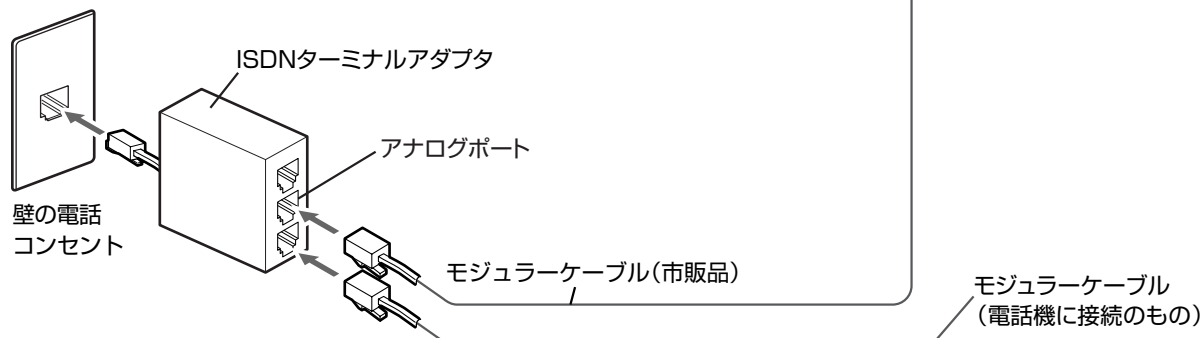 ISDNターミナルアダプタ
アナログポート
壁の電話
コンセント
モジュラーケーブル（市販品）
モジュラーケーブル
（電話機に接続のもの）